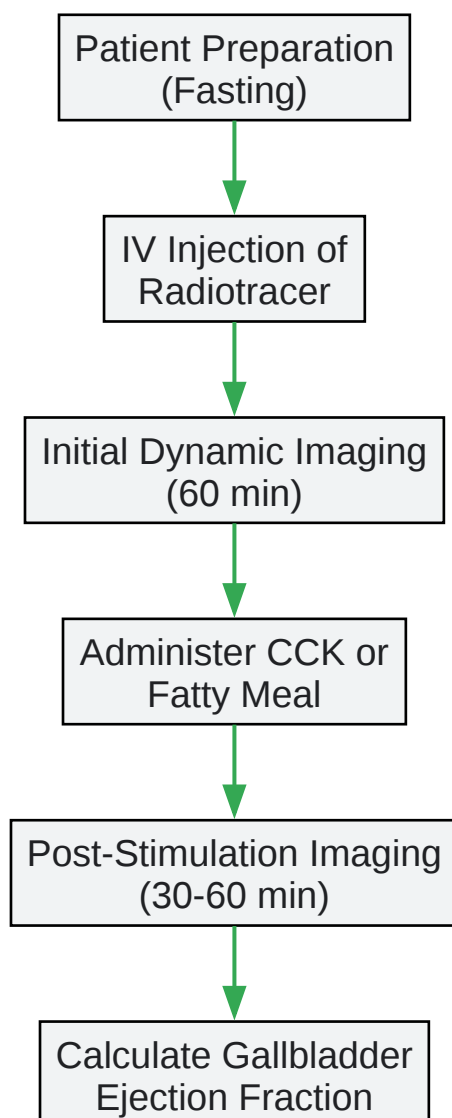 Patient Preparation
(Fasting)
IV Injection of
Radiotracer
Initial Dynamic Imaging
(60 min)
Administer CCK or
Fatty Meal
Post-Stimulation Imaging
(30-60 min)
Calculate Gallbladder
Ejection Fraction